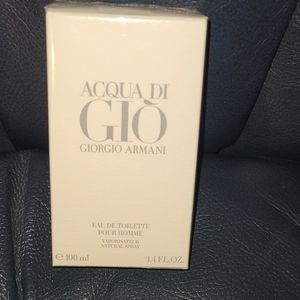 ACQUA DI
GIÒ
GIORGIO ARMANI
EAU DE TOILETTE
POUR HOMME
VAPORISATEUR
NATURAL SPRAY
℮ 100 ml 3.4 FL.OZ.